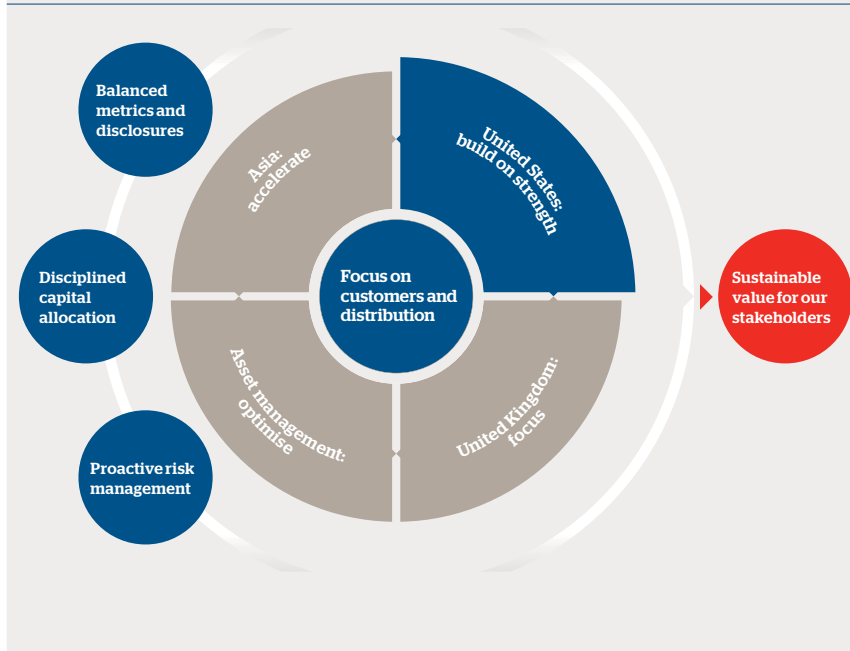 Balanced
metrics and
disclosures
Disciplined
capital
allocation
Proactive risk
management
Asia:
accelerate
United States:
build on strength
Focus on
customers and
distribution
Asset management:
optimise
United Kingdom:
focus
Sustainable
value for our
stakeholders